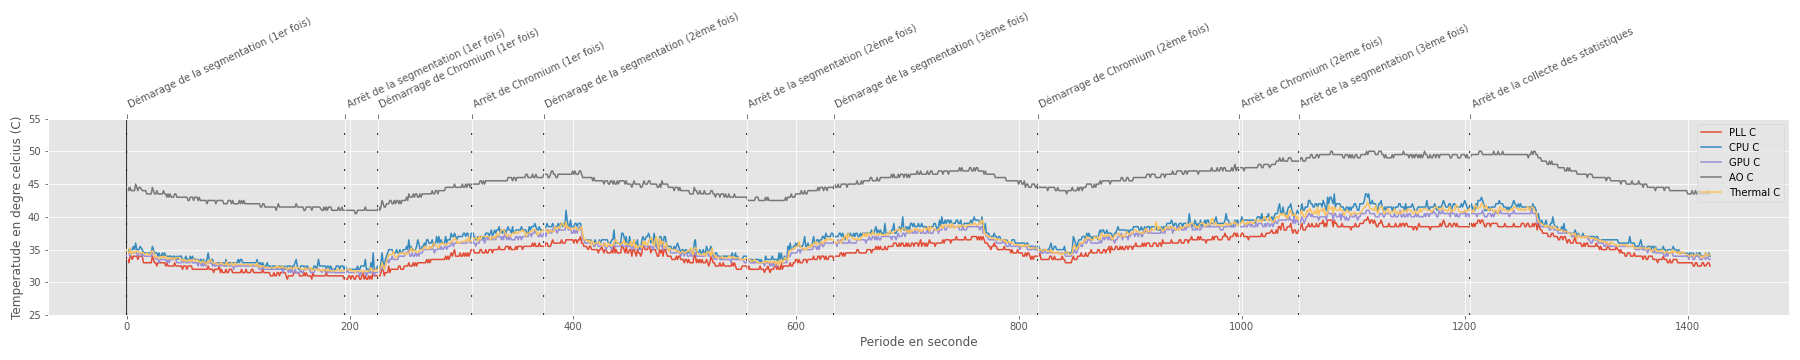 Démarage de la segmentation (1er fois)
Arrêt de la segmentation (1er fois)
Démarrare de Chromium (1er fois)
Arrêt de Chromium (1er fois)
Démarage de la segmentation (2ème fois)
Arrêt de la segmentation (2ème fois)
Démarage de la segmentation (3ème fois)
Démarrage de Chromium (2ème fois)
Arrêt de Chromium (2ème fois)
Arrêt de la segmentation (3ème fois)
Arrêt de la collecte des statistiques
Temperatude en degre celcius (C)
55
50
45
40
35
30
25
PLL C
CPU C
GPU C
AO C
Thermal C
0
200
400
600
800
1000
1200
1400
Periode en seconde